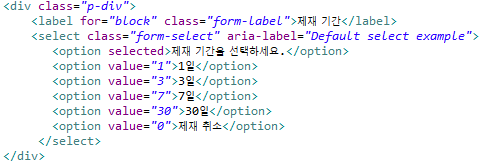 <div class="p-div">
    <label for="block" class="form-label">제재 기간</label>
    <select class="form-select" aria-label="Default select example">
       <option selected>제재 기간을 선택하세요.</option>
       <option value="1">1일</option>
       <option value="3">3일</option>
       <option value="7">7일</option>
       <option value="30">30일</option>
       <option value="0">제재 취소</option>
     </select>
</div>